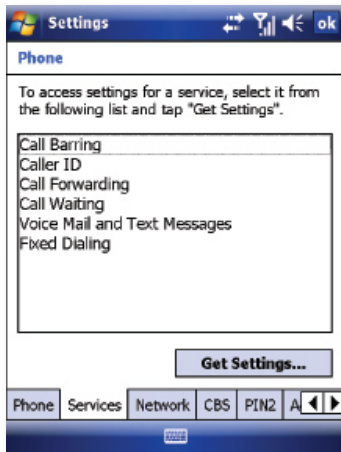 Settings
ok
Phone
To access settings for a service, select it from
the following list and tap "Get Settings".
Call Barring
Caller ID
Call Forwarding
Call Waiting
Voice Mail and Text Messages
Fixed Dialing
Get Settings...
Phone Services Network CBS PIN2 A